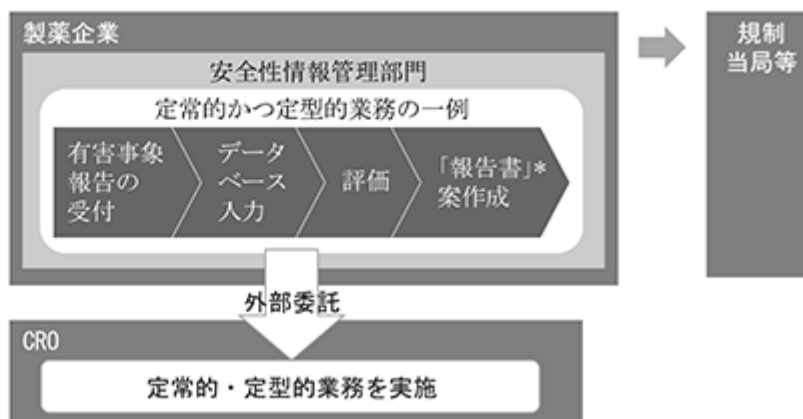 製薬企業
安全性情報管理部門
定常的かつ定型的業務の一例
有害事象
報告の
受付
データ
ベース
入力
評価
「報告書」*
案作成
規制
当局等
外部委託
CRO
定常的・定型的業務を実施